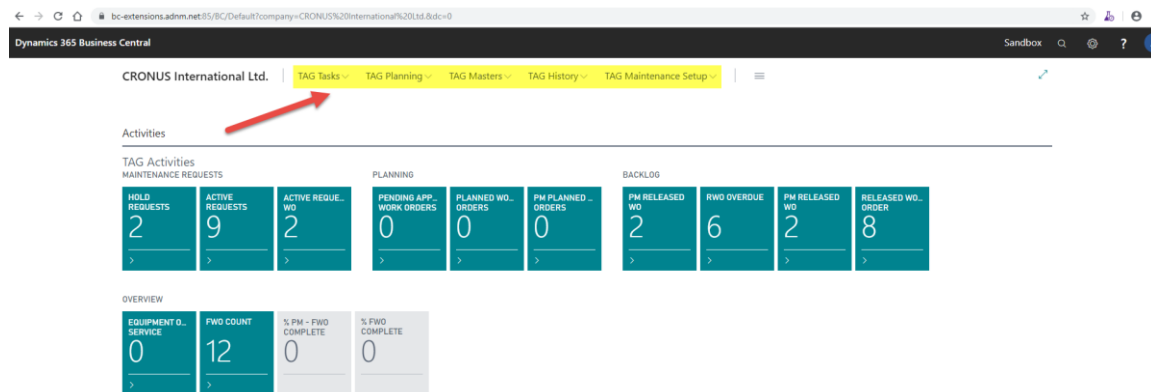 bc-extensions.adnm.net:85/BC/Default?company=CRONUS%20International%20Ltd.&dc=0
Dynamics 365 Business Central
Sandbox
?
CRONUS International Ltd.
TAG Tasks
TAG Planning
TAG Masters
TAG History
TAG Maintenance Setup
Activities
TAG Activities
MAINTENANCE REQUESTS
PLANNING
BACKLOG
HOLD
REQUESTS
2
ACTIVE
REQUESTS
9
ACTIVE REQUE...
WO
2
PENDING APP...
WORK ORDERS
0
PLANNED WO...
ORDERS
0
PM PLANNED ...
ORDERS
0
PM RELEASED
WO
2
RWO OVERDUE
6
PM RELEASED
WO
2
RELEASED WO...
ORDER
8
OVERVIEW
EQUIPMENT O...
SERVICE
0
FWO COUNT
12
% PM - FWO
COMPLETE
0
% FWO
COMPLETE
0